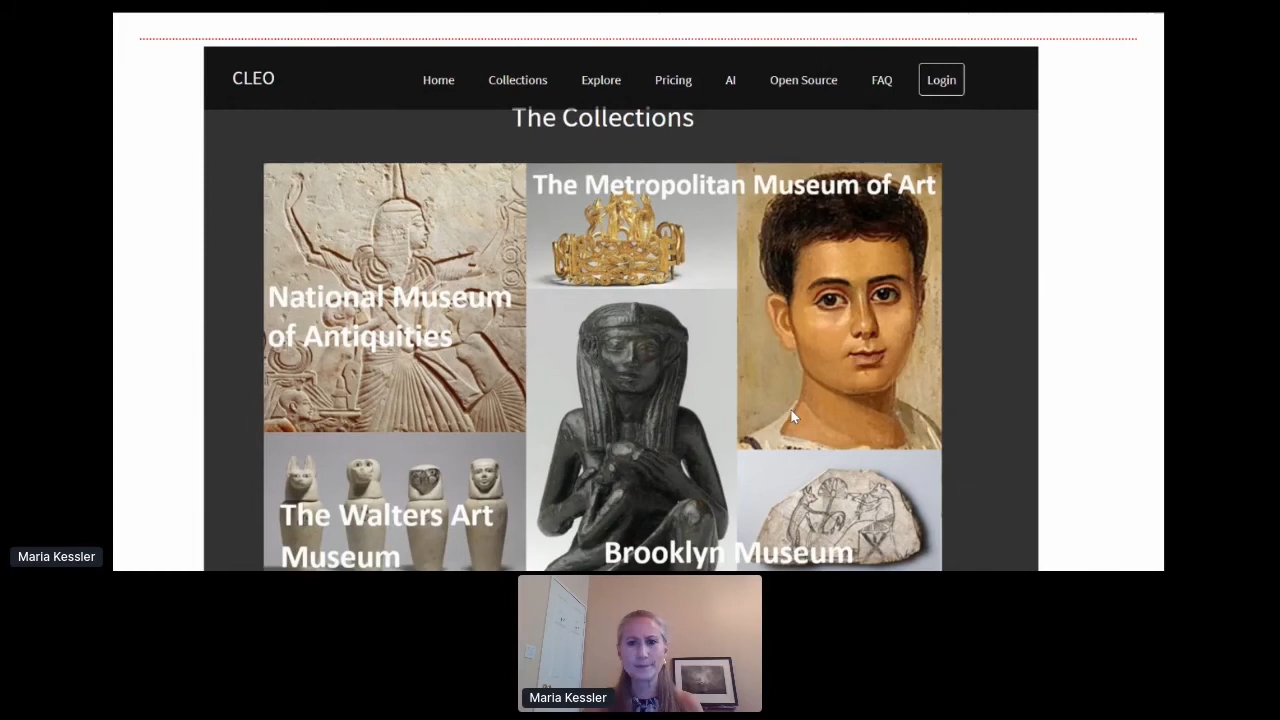 CLEO
Home Collections Explore Pricing AI Open Source FAQ Login
The Collections
The Metropolitan Museum of Art
National Museum
of Antiquities
The Walters Art
Museum
Brooklyn Museum
Maria Kessler
Maria Kessler